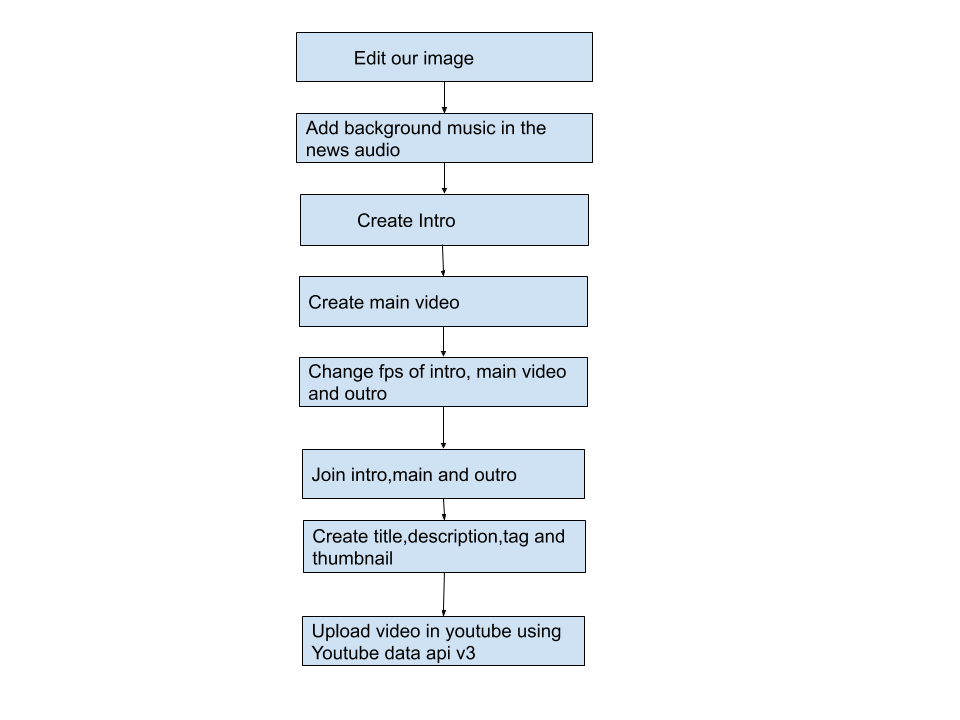 Edit our image
Add background music in the
news audio
Create Intro
Create main video
Change fps of intro, main video
and outro
Join intro,main and outro
Create title,description,tag and
thumbnail
Upload video in youtube using
Youtube data api v3